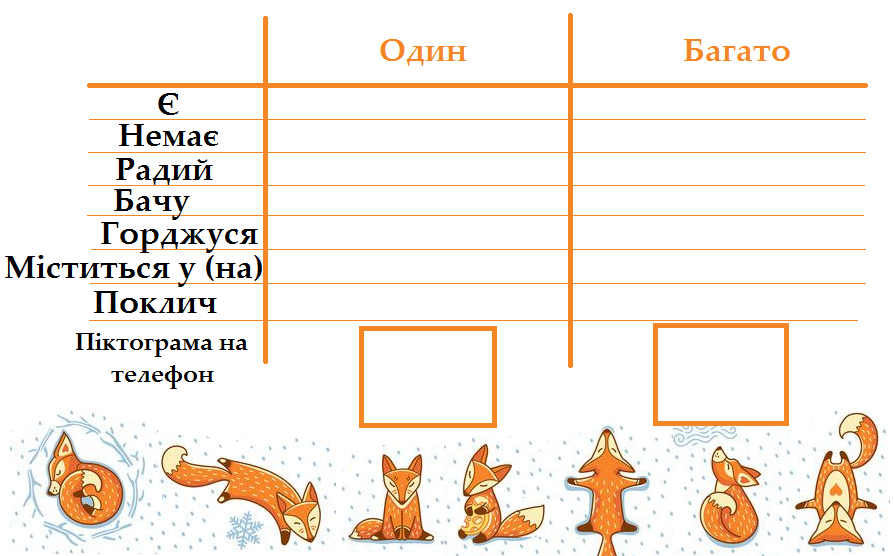 Один Багато
Є
Немає
Радий
Бачу
Горджуся
Міститься у (на)
Поклич
Піктограма на
телефон